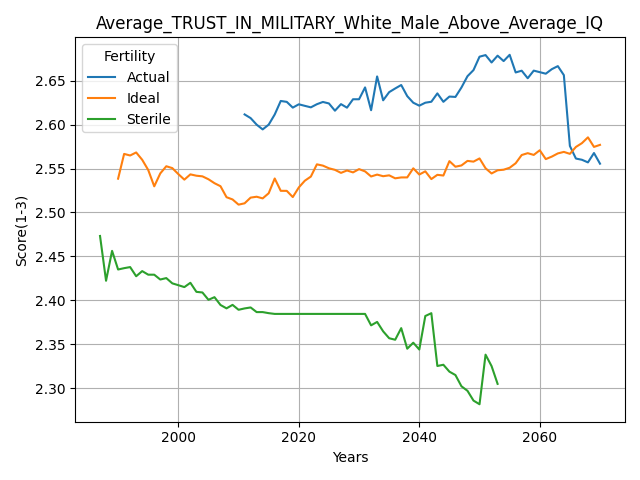 Average_TRUST_IN_MILITARY_White_Male_Above_Average_IQ
Fertility
Actual
Ideal
Sterile
Score(1-3)
2.65
2.60
2.55
2.50
2.45
2.40
2.35
2.30
2000
2020
2040
2060
Years